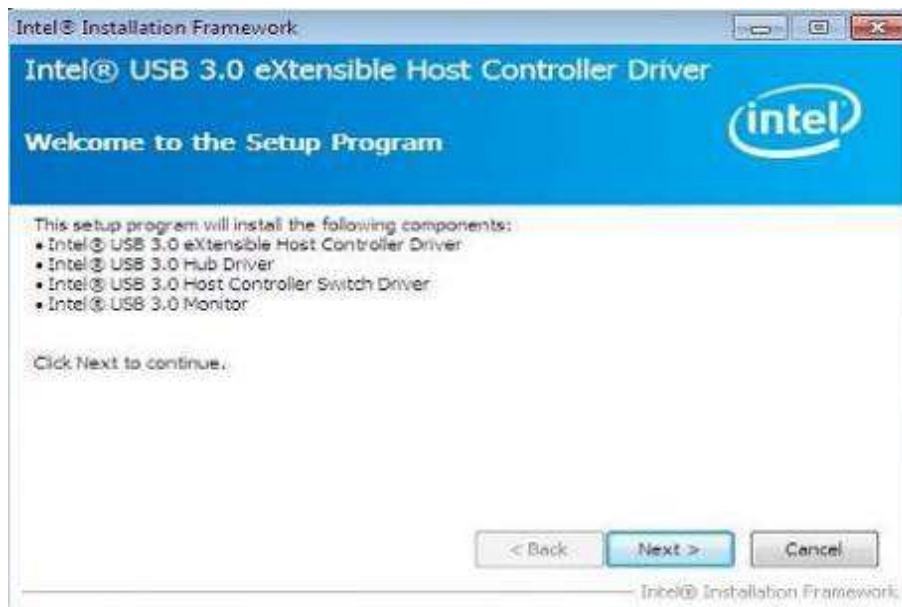 Intel® Installation Framework
Intel® USB 3.0 eXtensible Host Controller Driver
intel
Welcome to the Setup Program
This setup program will install the following components:
• Intel® USB 3.0 eXtensible Host Controller Driver
• Intel® USB 3.0 Hub Driver
• Intel® USB 3.0 Host Controller Switch Driver
• Intel® USB 3.0 Monitor
Click Next to continue.
< Back Next > Cancel
Intel® Installation Framework